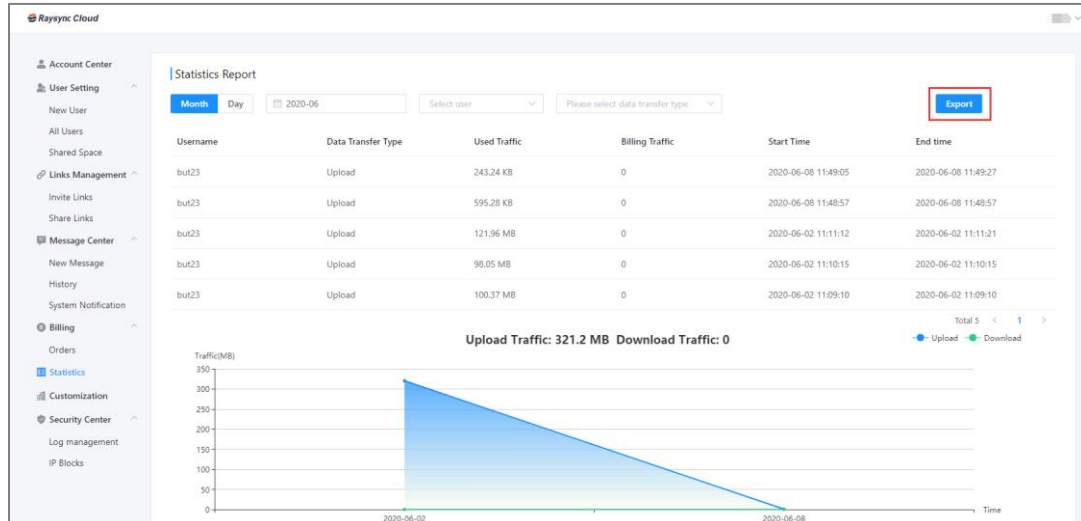 Raysync Cloud
Account Center
User Setting
New User
All Users
Shared Space
Links Management
Invite Links
Share Links
Message Center
New Message
History
System Notification
Billing
Orders
Statistics
Customization
Security Center
Log management
IP Blocks
Statistics Report
Month Day 2020-06 Select user Please select data transfer type Export
Username Data Transfer Type Used Traffic Billing Traffic Start Time End time
but23 Upload 243.24 KB 0 2020-06-08 11:49:05 2020-06-08 11:49:27
but23 Upload 595.28 KB 0 2020-06-08 11:48:57 2020-06-08 11:48:57
but23 Upload 121.96 MB 0 2020-06-02 11:11:12 2020-06-02 11:11:21
but23 Upload 98.05 MB 0 2020-06-02 11:10:15 2020-06-02 11:10:15
but23 Upload 100.37 MB 0 2020-06-02 11:09:10 2020-06-02 11:09:10
Total 5 < 1 >
Upload Traffic: 321.2 MB Download Traffic: 0
Upload Download
Traffic(MB)
350
300
250
200
150
100
50
0
Time
2020-06-02 2020-06-08